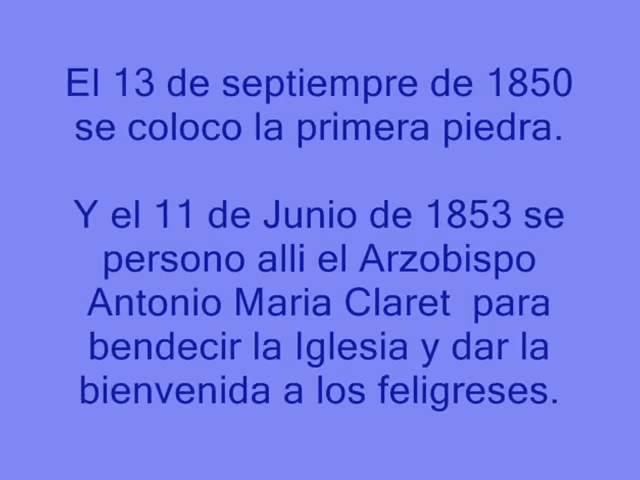 El 13 de septiempre de 1850
se coloco la primera piedra.
Y el 11 de Junio de 1853 se
persono alli el Arzobispo
Antonio Maria Claret  para
bendecir la Iglesia y dar la
bienvenida a los feligreses.